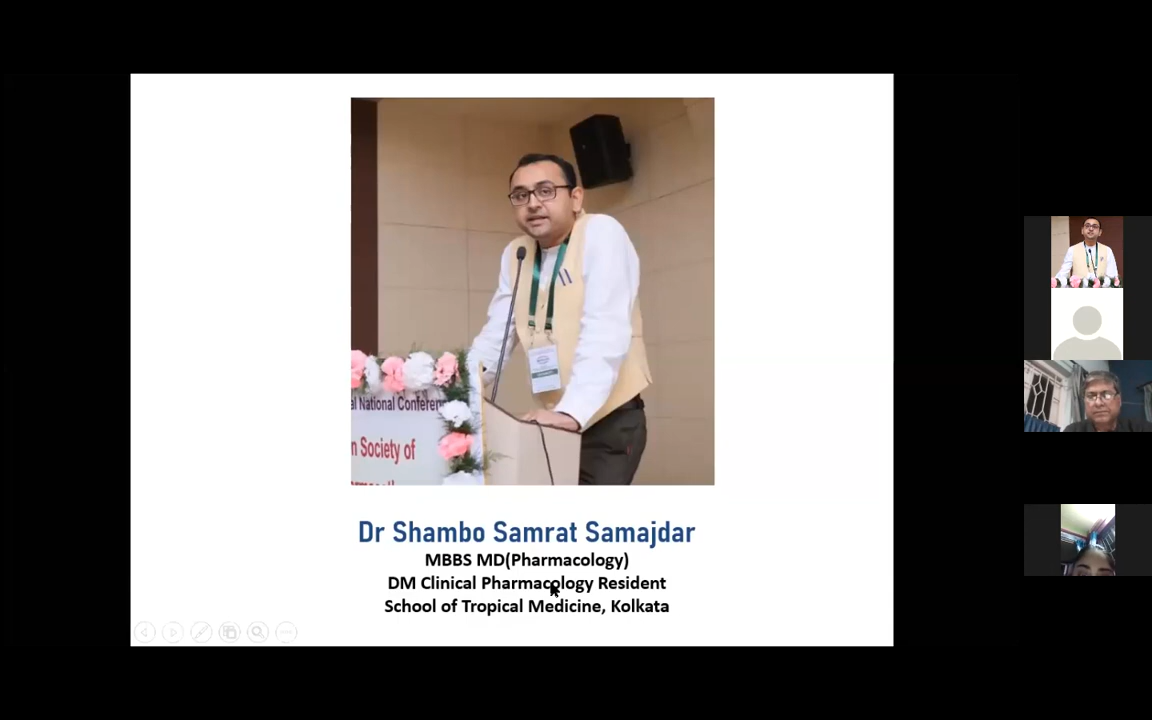 al National Conferen
n Society of
Dr Shambo Samrat Samajdar
MBBS MD(Pharmacology)
DM Clinical Pharmacology Resident
School of Tropical Medicine, Kolkata